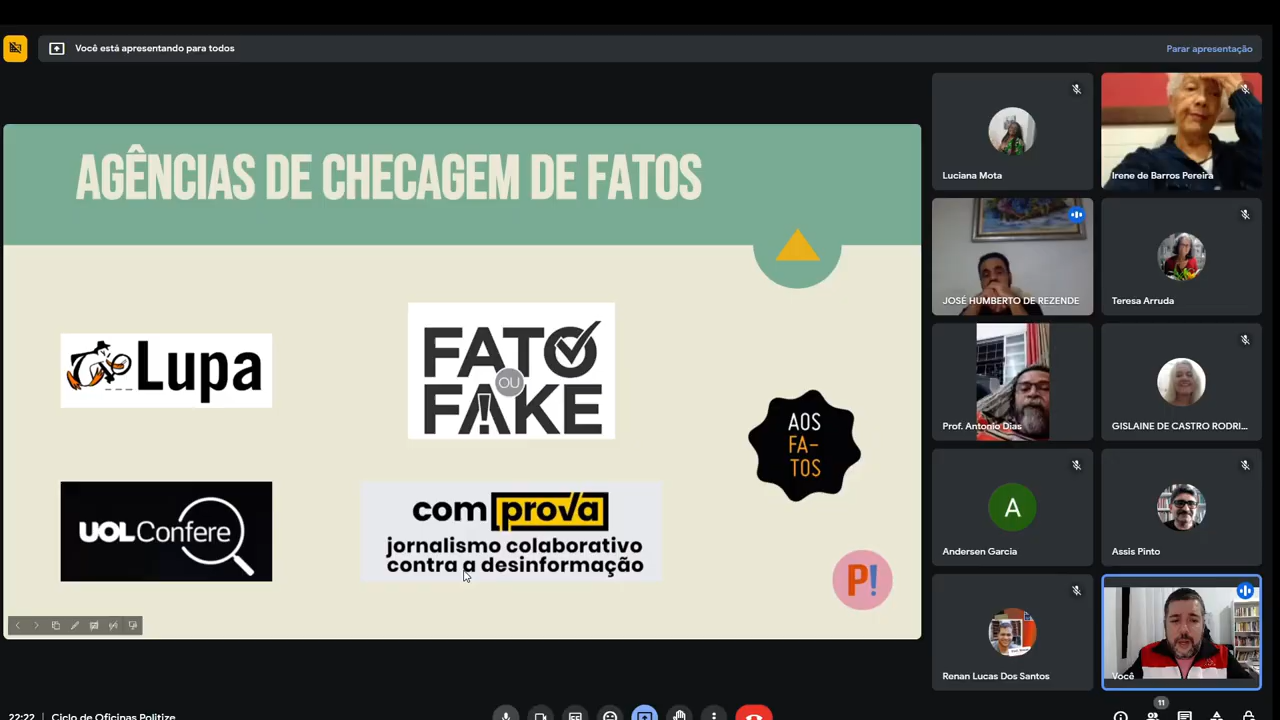 Você está apresentando para todos
Parar apresentação
AGÊNCIAS DE CHECAGEM DE FATOS
Lupa
FATO
OU
FAKE
AOS
FA-
TOS
UOLConfere
comprova
jornalismo colaborativo
contra a desinformação
P!
Luciana Mota
Irene de Barros Pereira
JOSÉ HUMBERTO DE REZENDE
Teresa Arruda
Prof. Antonio Dias
GISLAINE DE CASTRO RODRI...
A
Andersen Garcia
Assis Pinto
Renan Lucas Dos Santos
Você
11
22:22
Ciclo de Oficinas Politize